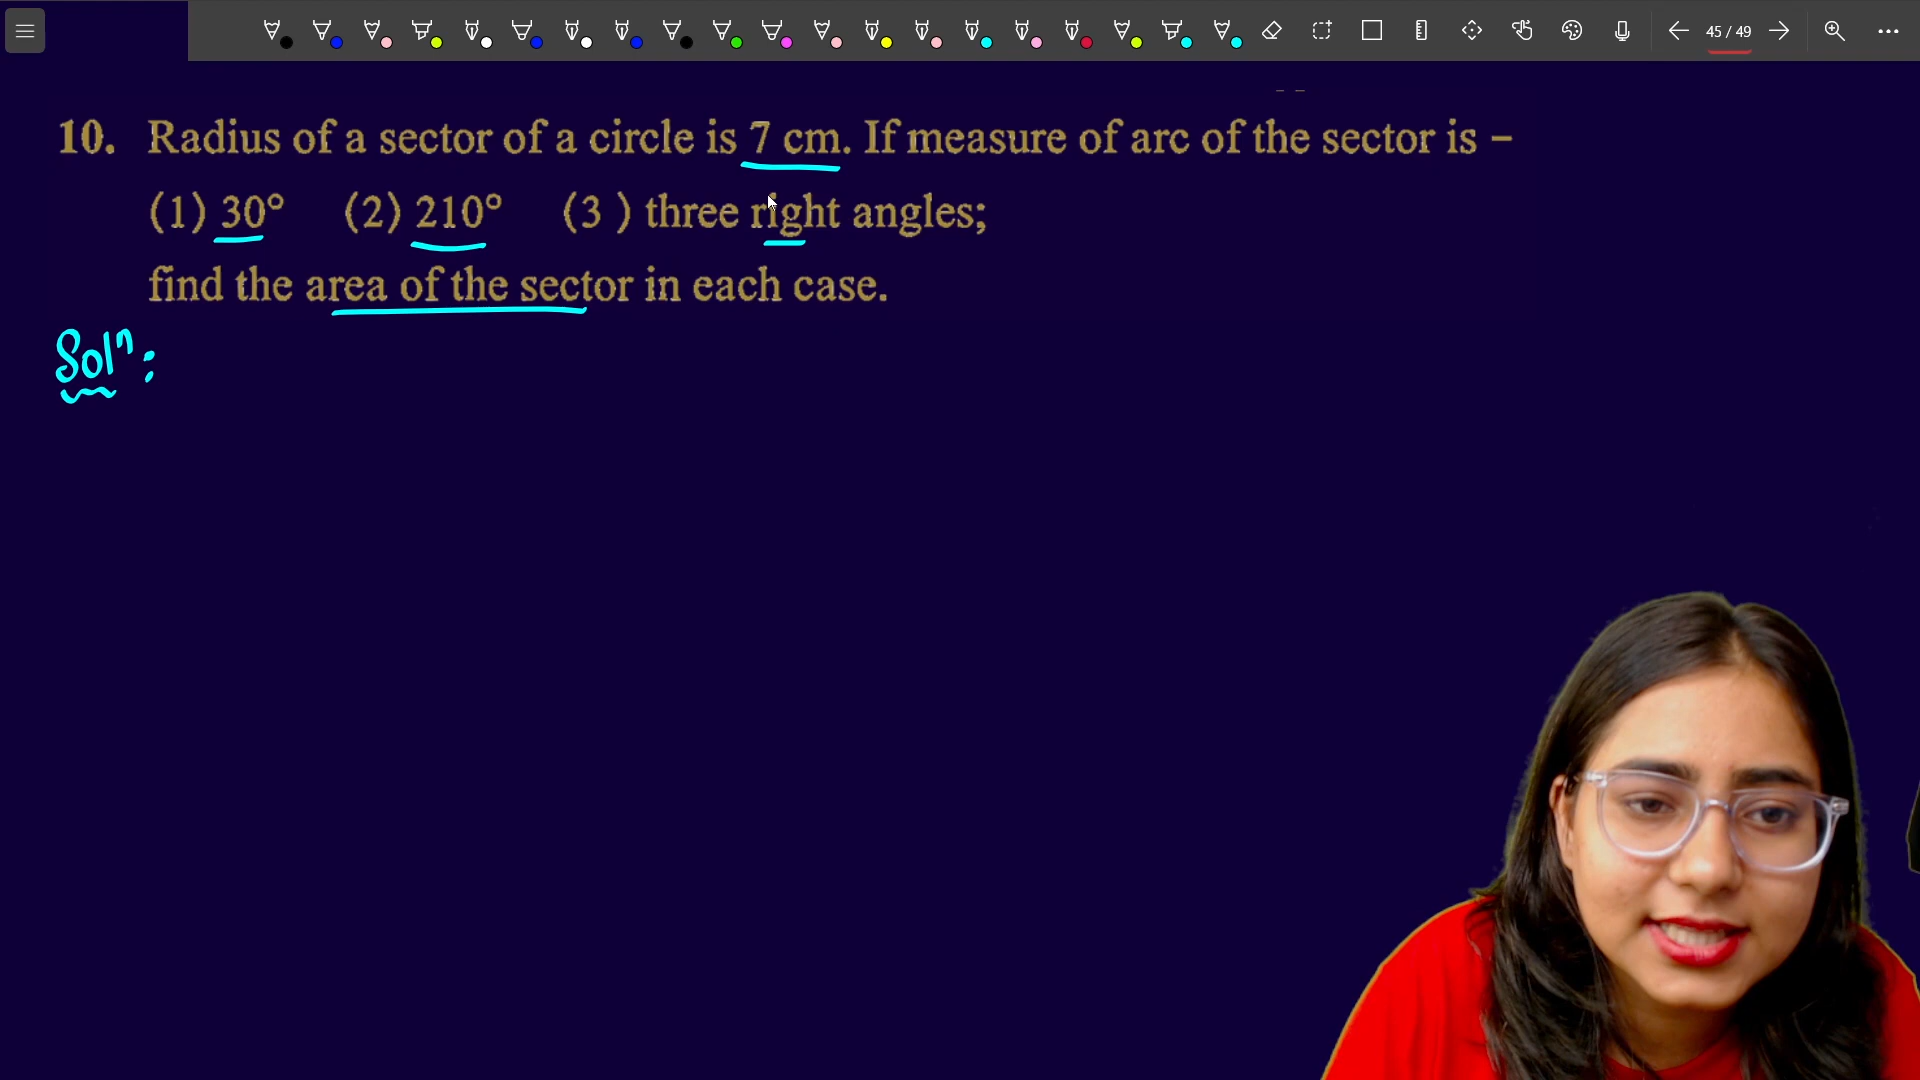 45 / 49
10. Radius of a sector of a circle is 7 cm. If measure of arc of the sector is –
(1) 30° (2) 210° (3 ) three right angles;
find the area of the sector in each case.
Solⁿ: